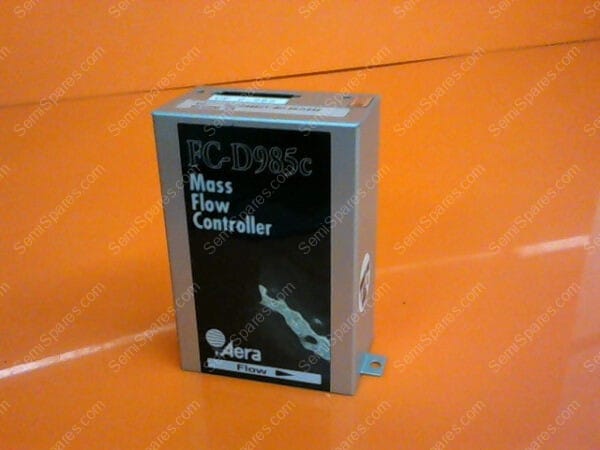 FC-D985c
Mass
Flow
Controller
Aera
Flow
SemiSpares.com